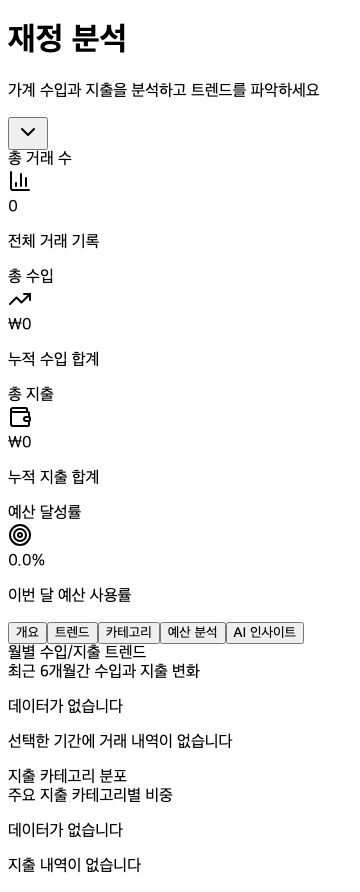 재정 분석
가계 수입과 지출을 분석하고 트렌드를 파악하세요
총 거래 수
0
전체 거래 기록
총 수입
₩0
누적 수입 합계
총 지출
₩0
누적 지출 합계
예산 달성률
0.0%
이번 달 예산 사용률
개요 트렌드 카테고리 예산 분석 AI 인사이트
월별 수입/지출 트렌드
최근 6개월간 수입과 지출 변화
데이터가 없습니다
선택한 기간에 거래 내역이 없습니다
지출 카테고리 분포
주요 지출 카테고리별 비중
데이터가 없습니다
지출 내역이 없습니다